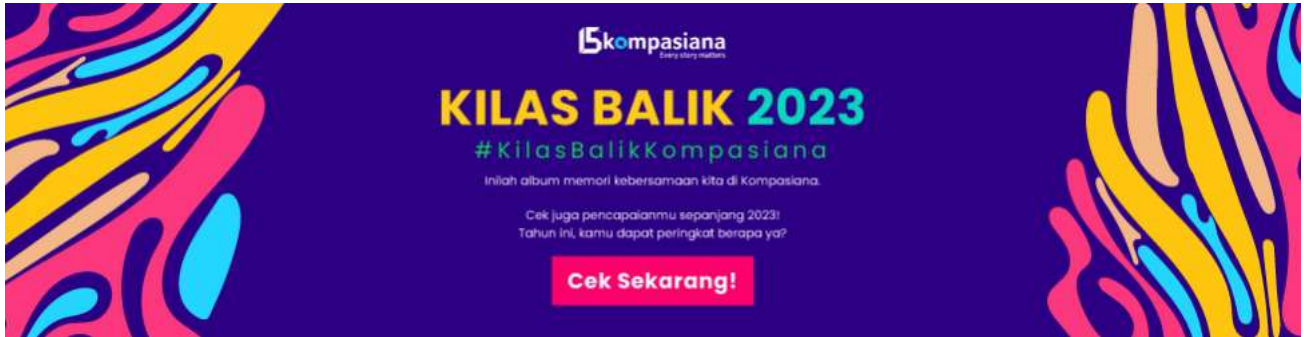 15kompasiana
Every story matters
KILAS BALIK 2023
#KilasBalikKompasiana
Inilah album memori kebersamaan kita di Kompasiana.
Cek juga pencapaianmu sepanjang 2023!
Tahun ini, kamu dapat peringkat berapa ya?
Cek Sekarang!